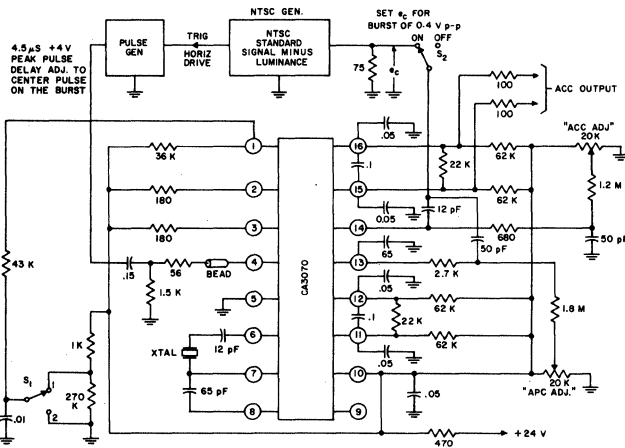 NTSC GEN.
SET ec FOR
BURST OF 0.4 V p-p
ON OFF
S2
4.5μS +4V
PEAK PULSE
DELAY ADJ. TO
CENTER PULSE
ON THE BURST
PULSE
GEN
TRIG
HORIZ
DRIVE
NTSC
STANDARD
SIGNAL MINUS
LUMINANCE
75
ec
100
100
ACC OUTPUT
"ACC ADJ"
20K
.05
36 K
1
16
62 K
.1
22 K
1.2 M
180
2
15
62 K
0.05
12 pF
180
3
14
680
50 pF
50 pF
43 K
.15
56
BEAD
4
CA3070
13
65
2.7 K
1.5 K
.05
5
12
62 K
1.8 M
.1
22 K
1K
XTAL
12 pF
6
11
62 K
.05
S1
1
2
270
K
7
10
20 K
"APC ADJ."
65 pF
.05
.01
8
9
470
+24 V